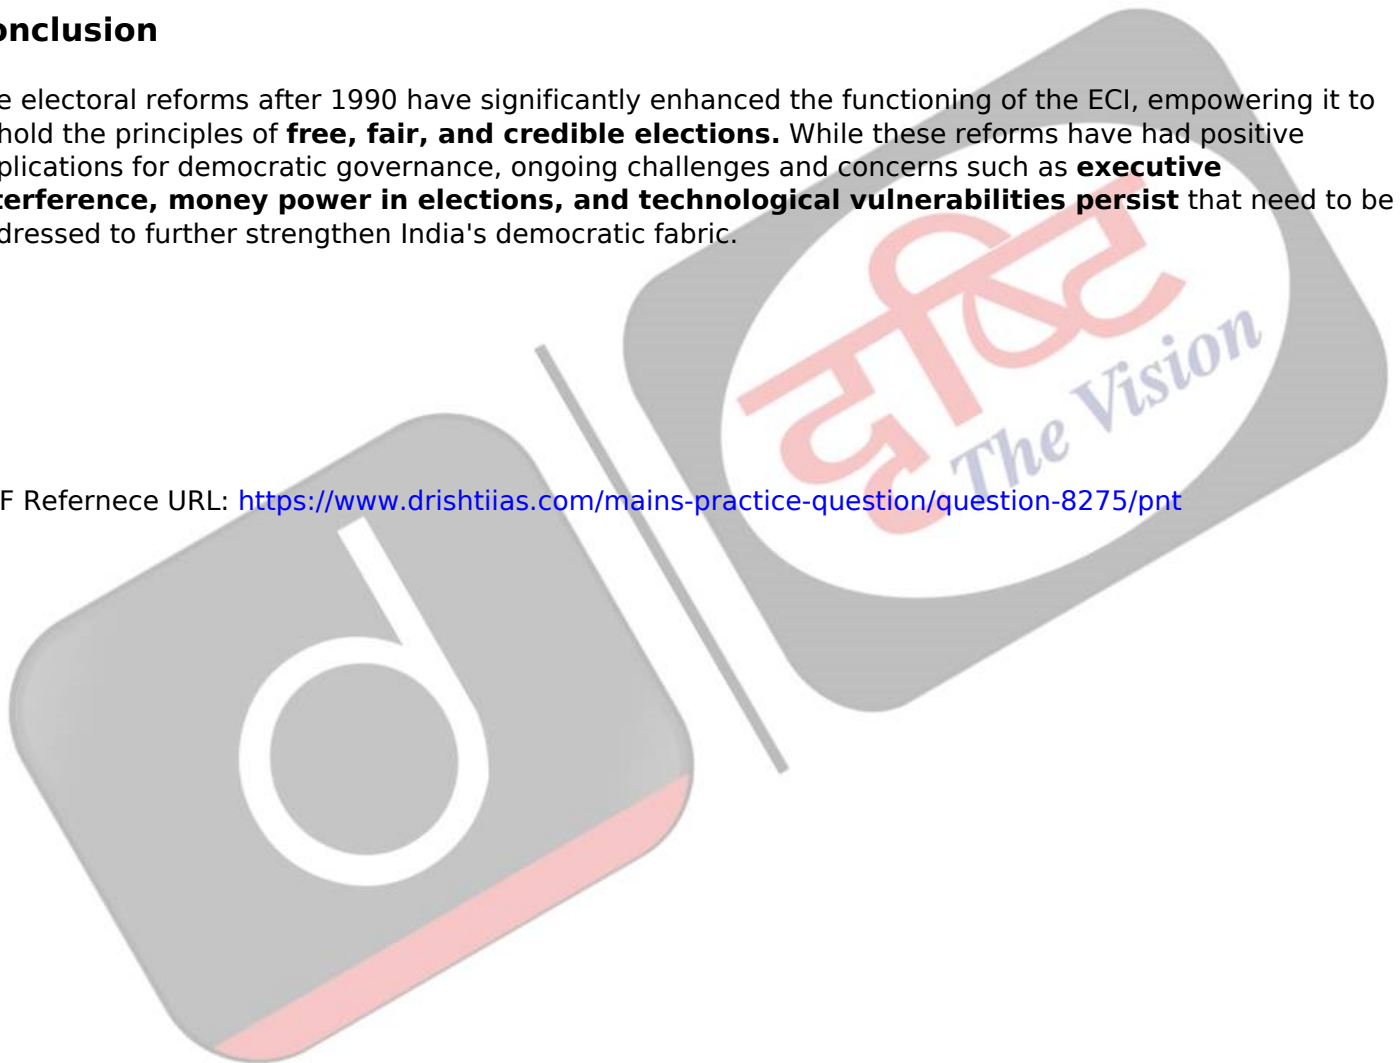 onclusion
e electoral reforms after 1990 have significantly enhanced the functioning of the ECI, empowering it to
hold the principles of free, fair, and credible elections. While these reforms have had positive
plications for democratic governance, ongoing challenges and concerns such as executive
terference, money power in elections, and technological vulnerabilities persist that need to be
dressed to further strengthen India's democratic fabric.
दृष्टि
The Vision
F Refernece URL: https://www.drishtiias.com/mains-practice-question/question-8275/pnt
d